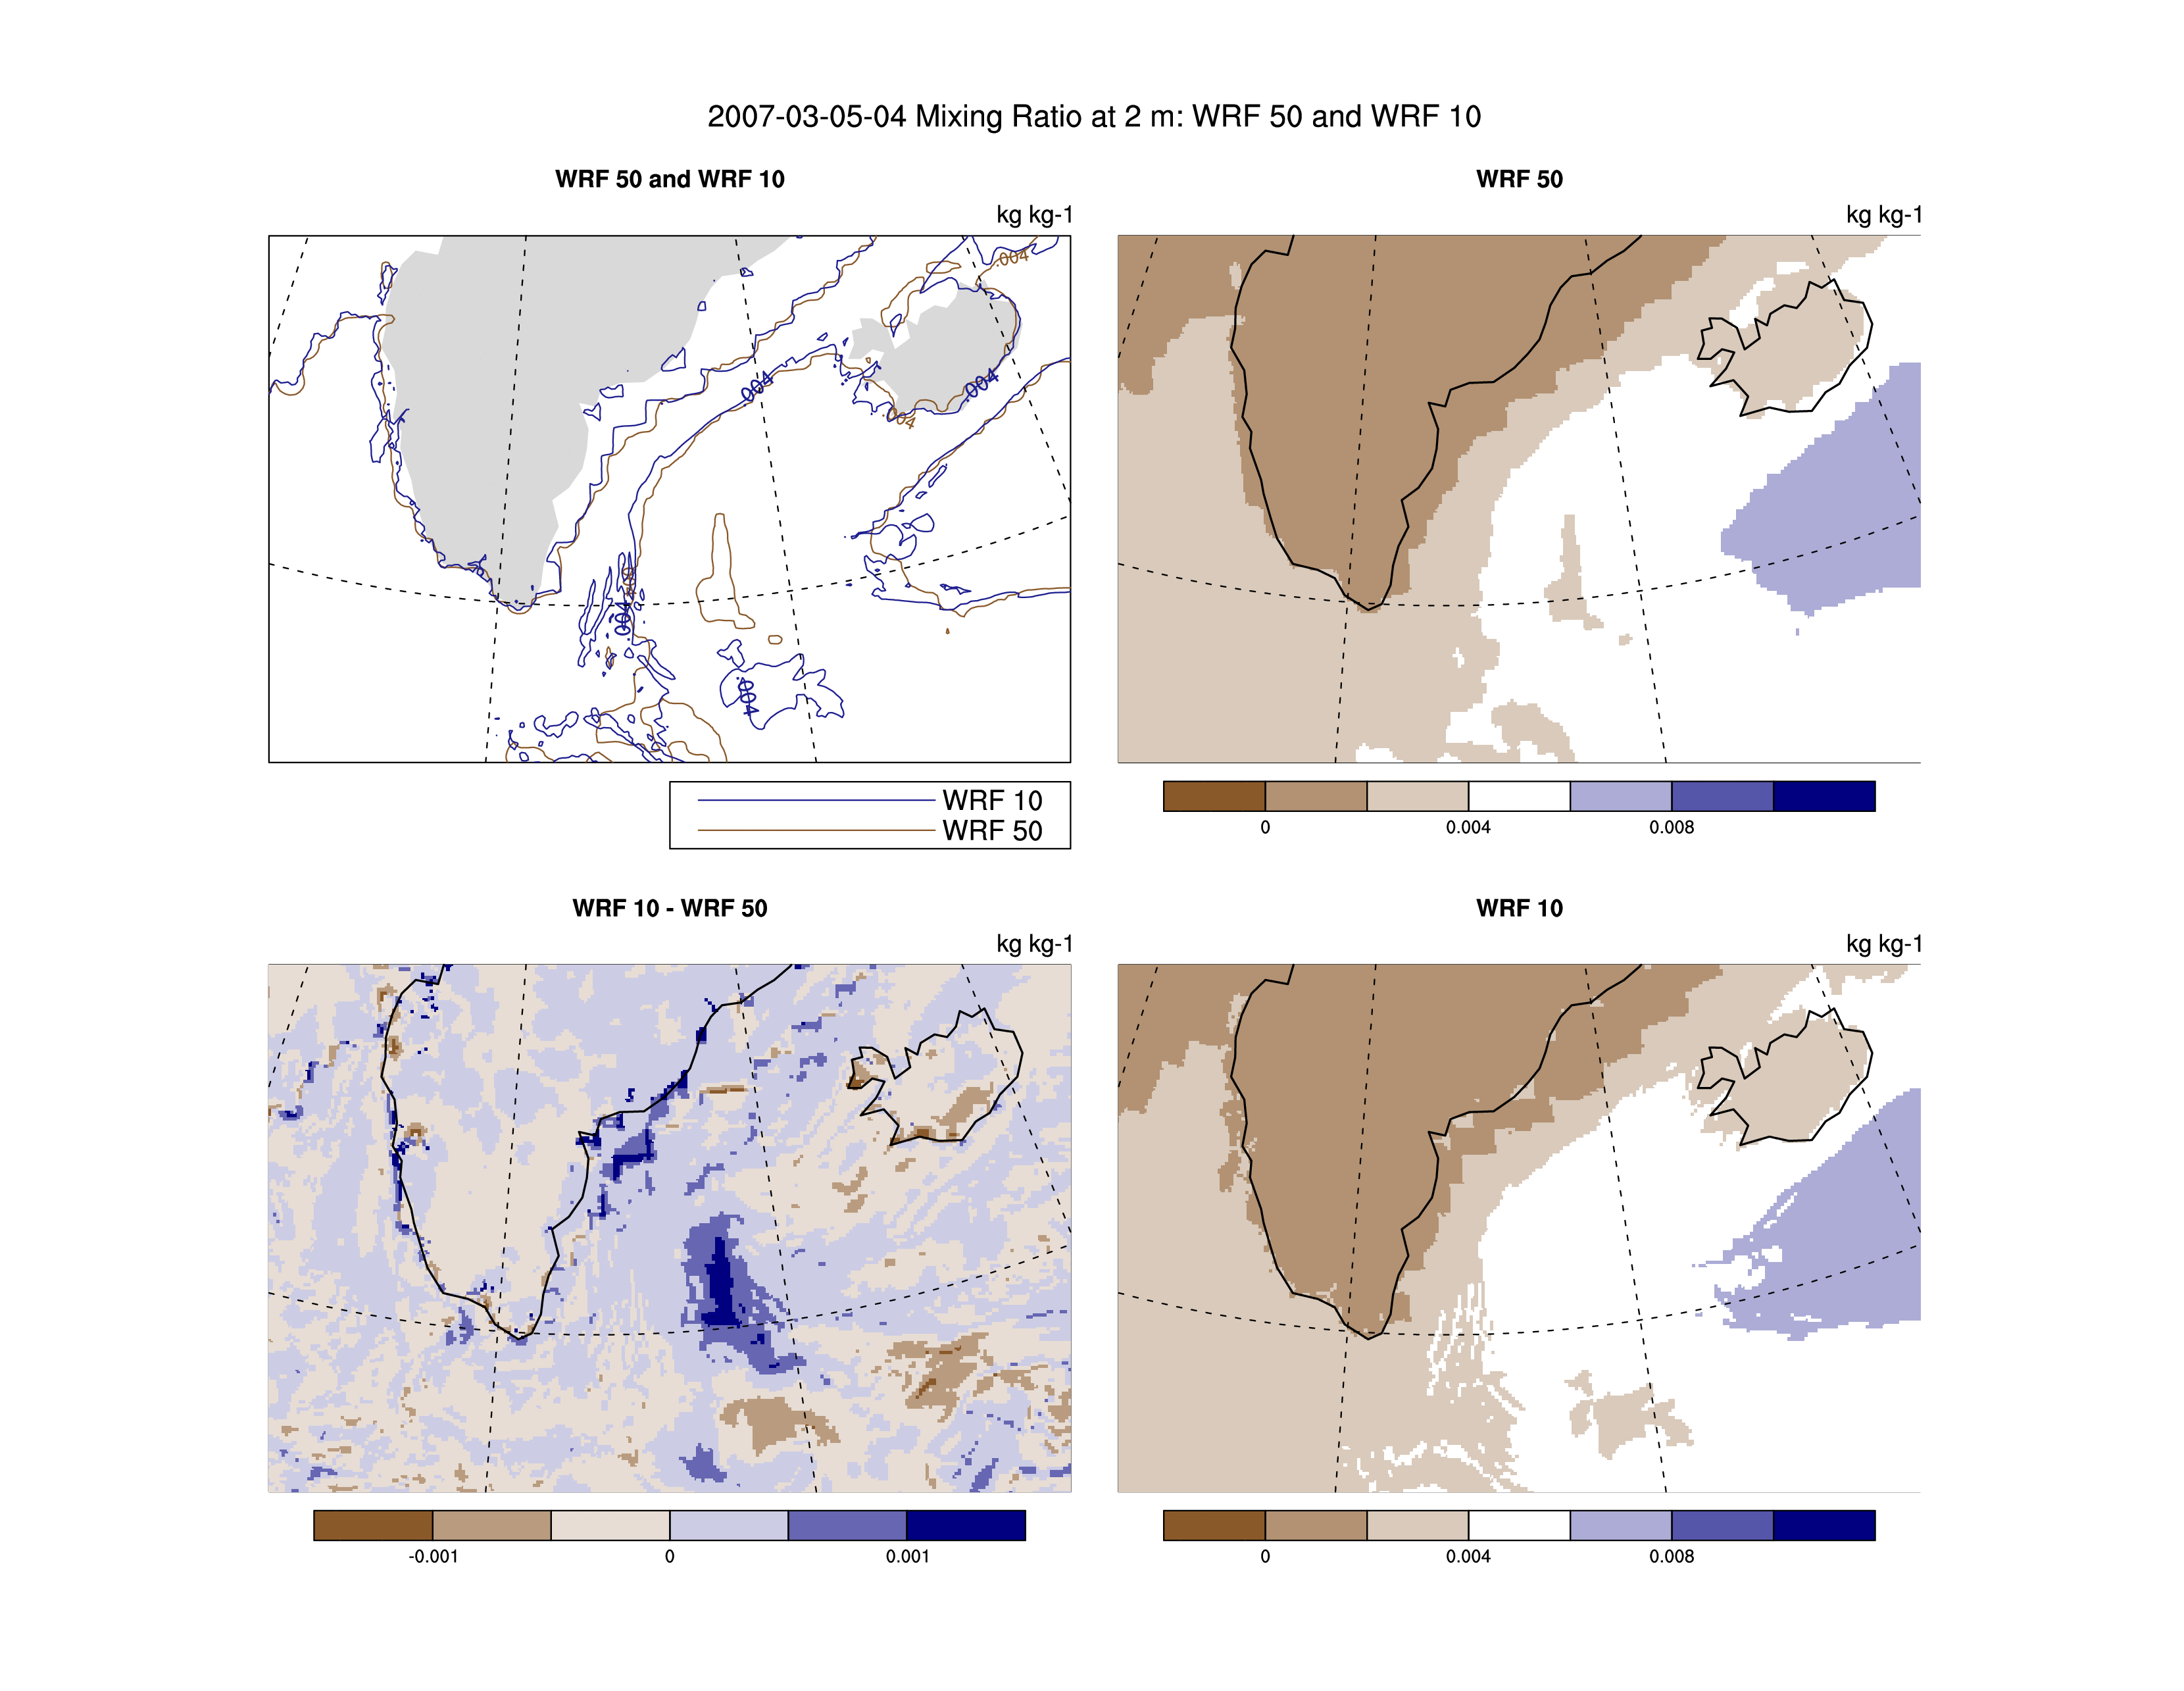 2007-03-05-04 Mixing Ratio at 2 m: WRF 50 and WRF 10
WRF 50 and WRF 10
kg kg-1
.004
.004
.004
.004
.004
.004
WRF 10
WRF 50
WRF 50
kg kg-1
0
0.004
0.008
WRF 10 - WRF 50
kg kg-1
-0.001
0
0.001
WRF 10
kg kg-1
0
0.004
0.008